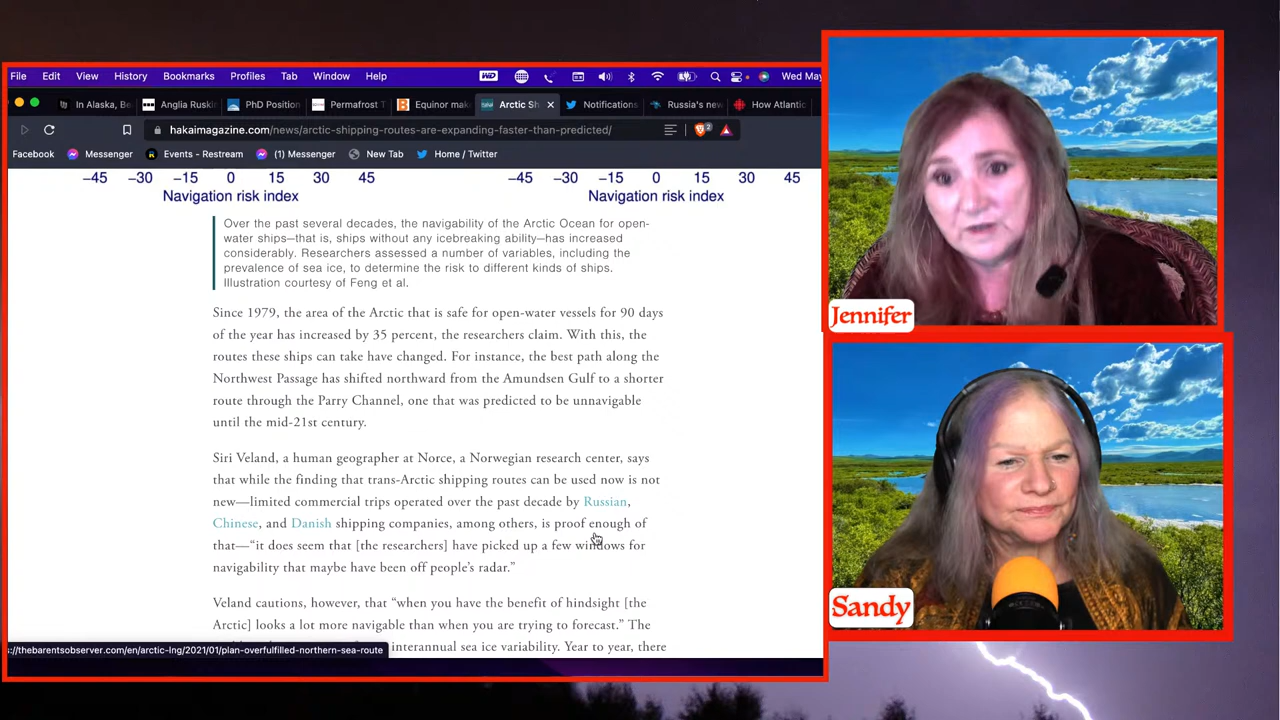 File Edit View History Bookmarks Profiles Tab Window Help Wed May
In Alaska, Be Anglia Ruski PhD Position Permafrost T Equinor make Arctic Sh Notifications Russia's new How Atlantic
hakaimagazine.com/news/arctic-shipping-routes-are-expanding-faster-than-predicted/ 2
Facebook Messenger Events - Restream (1) Messenger New Tab Home / Twitter
−45 −30 −15 0 15 30 45 −45 −30 −15 0 15 30 45
Navigation risk index Navigation risk index
Over the past several decades, the navigability of the Arctic Ocean for open-
water ships—that is, ships without any icebreaking ability—has increased
considerably. Researchers assessed a number of variables, including the
prevalence of sea ice, to determine the risk to different kinds of ships.
Illustration courtesy of Feng et al.
Since 1979, the area of the Arctic that is safe for open-water vessels for 90 days
of the year has increased by 35 percent, the researchers claim. With this, the
routes these ships can take have changed. For instance, the best path along the
Northwest Passage has shifted northward from the Amundsen Gulf to a shorter
route through the Parry Channel, one that was predicted to be unnavigable
until the mid-21st century.
Siri Veland, a human geographer at Norce, a Norwegian research center, says
that while the finding that trans-Arctic shipping routes can be used now is not
new—limited commercial trips operated over the past decade by Russian,
Chinese, and Danish shipping companies, among others, is proof enough of
that—“it does seem that [the researchers] have picked up a few windows for
navigability that maybe have been off people’s radar.”
Veland cautions, however, that “when you have the benefit of hindsight [the
Arctic] looks a lot more navigable than when you are trying to forecast.” The
interannual sea ice variability. Year to year, there
s://thebarentsobserver.com/en/arctic-lng/2021/01/plan-overfulfilled-northern-sea-route
Jennifer
Sandy